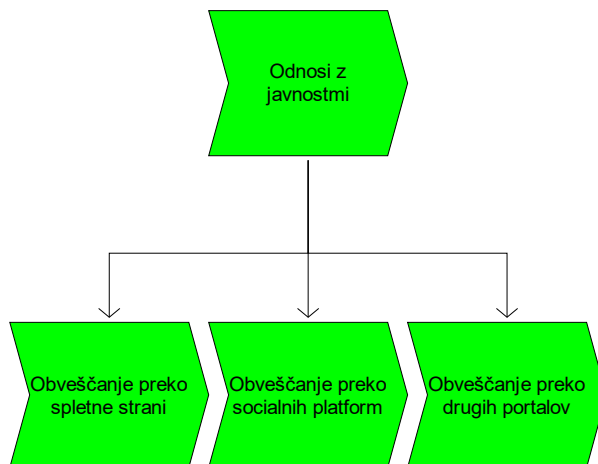 Odnosi z
javnostmi
Obveščanje preko
spletne strani
Obveščanje preko
socialnih platform
Obveščanje preko
drugih portalov